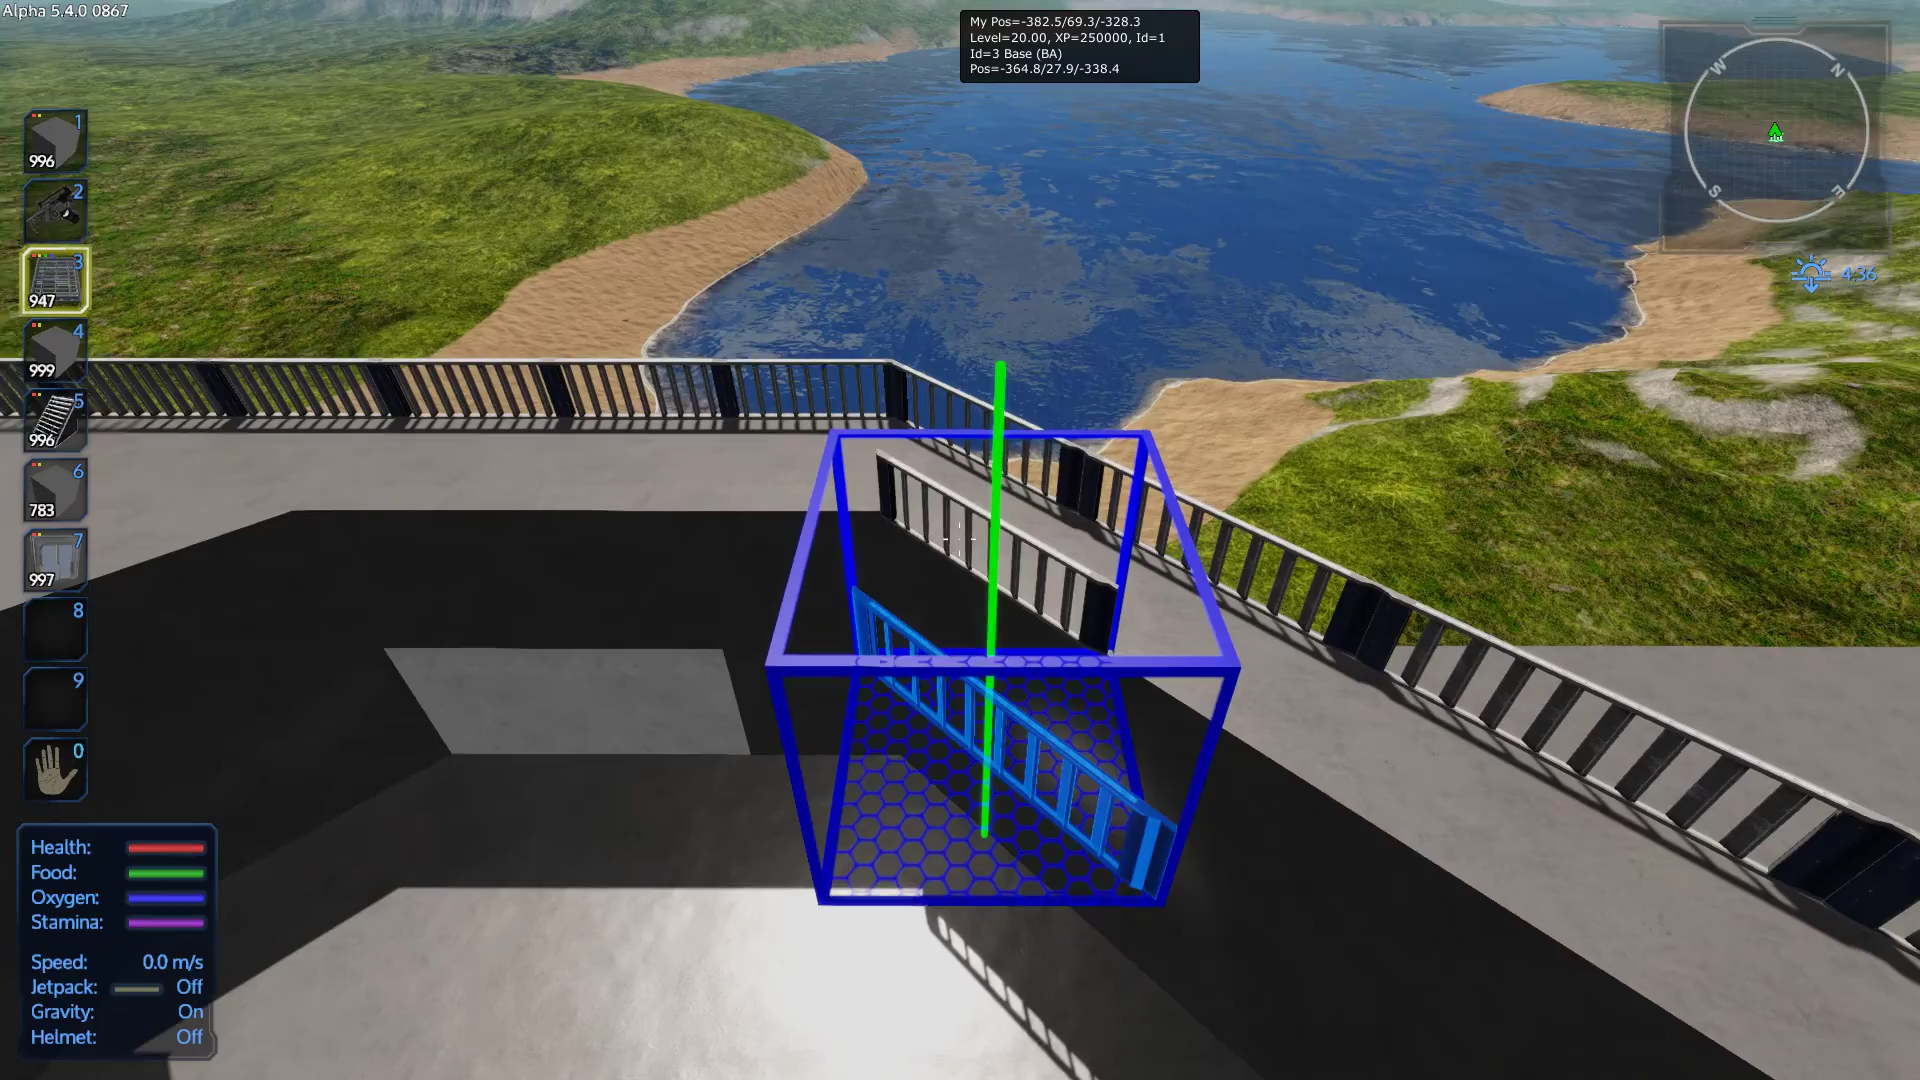 Alpha 5.4.0 0867
My Pos=-382.5/69.3/-328.3
Level=20.00, XP=250000, Id=1
Id=3 Base (BA)
Pos=-364.8/27.9/-338.4
W
N
S
E
4:36
1
996
2
3
947
4
999
5
996
6
783
7
997
8
9
0
Health:
Food:
Oxygen:
Stamina:
Speed: 0.0 m/s
Jetpack: Off
Gravity: On
Helmet: Off